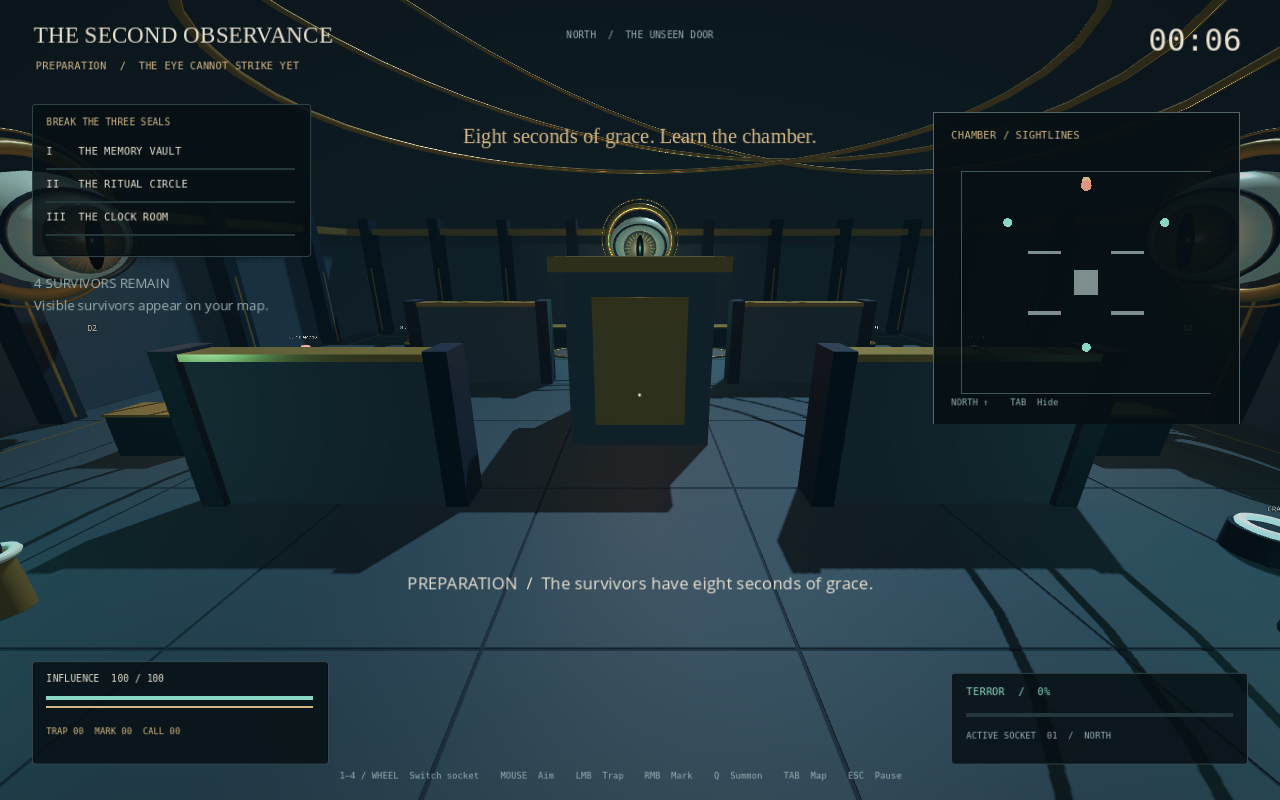 THE SECOND OBSERVANCE
NORTH / THE UNSEEN DOOR
00:06
PREPARATION / THE EYE CANNOT STRIKE YET
BREAK THE THREE SEALS
I THE MEMORY VAULT
II THE RITUAL CIRCLE
III THE CLOCK ROOM
Eight seconds of grace. Learn the chamber.
CHAMBER / SIGHTLINES
4 SURVIVORS REMAIN
Visible survivors appear on your map.
D2
NORTH ↑ TAB Hide
PREPARATION / The survivors have eight seconds of grace.
INFLUENCE 100 / 100
TRAP 00 MARK 00 CALL 00
TERROR / 0%
ACTIVE SOCKET 01 / NORTH
1–4 / WHEEL Switch socket MOUSE Aim LMB Trap RMB Mark Q Summon TAB Map ESC Pause